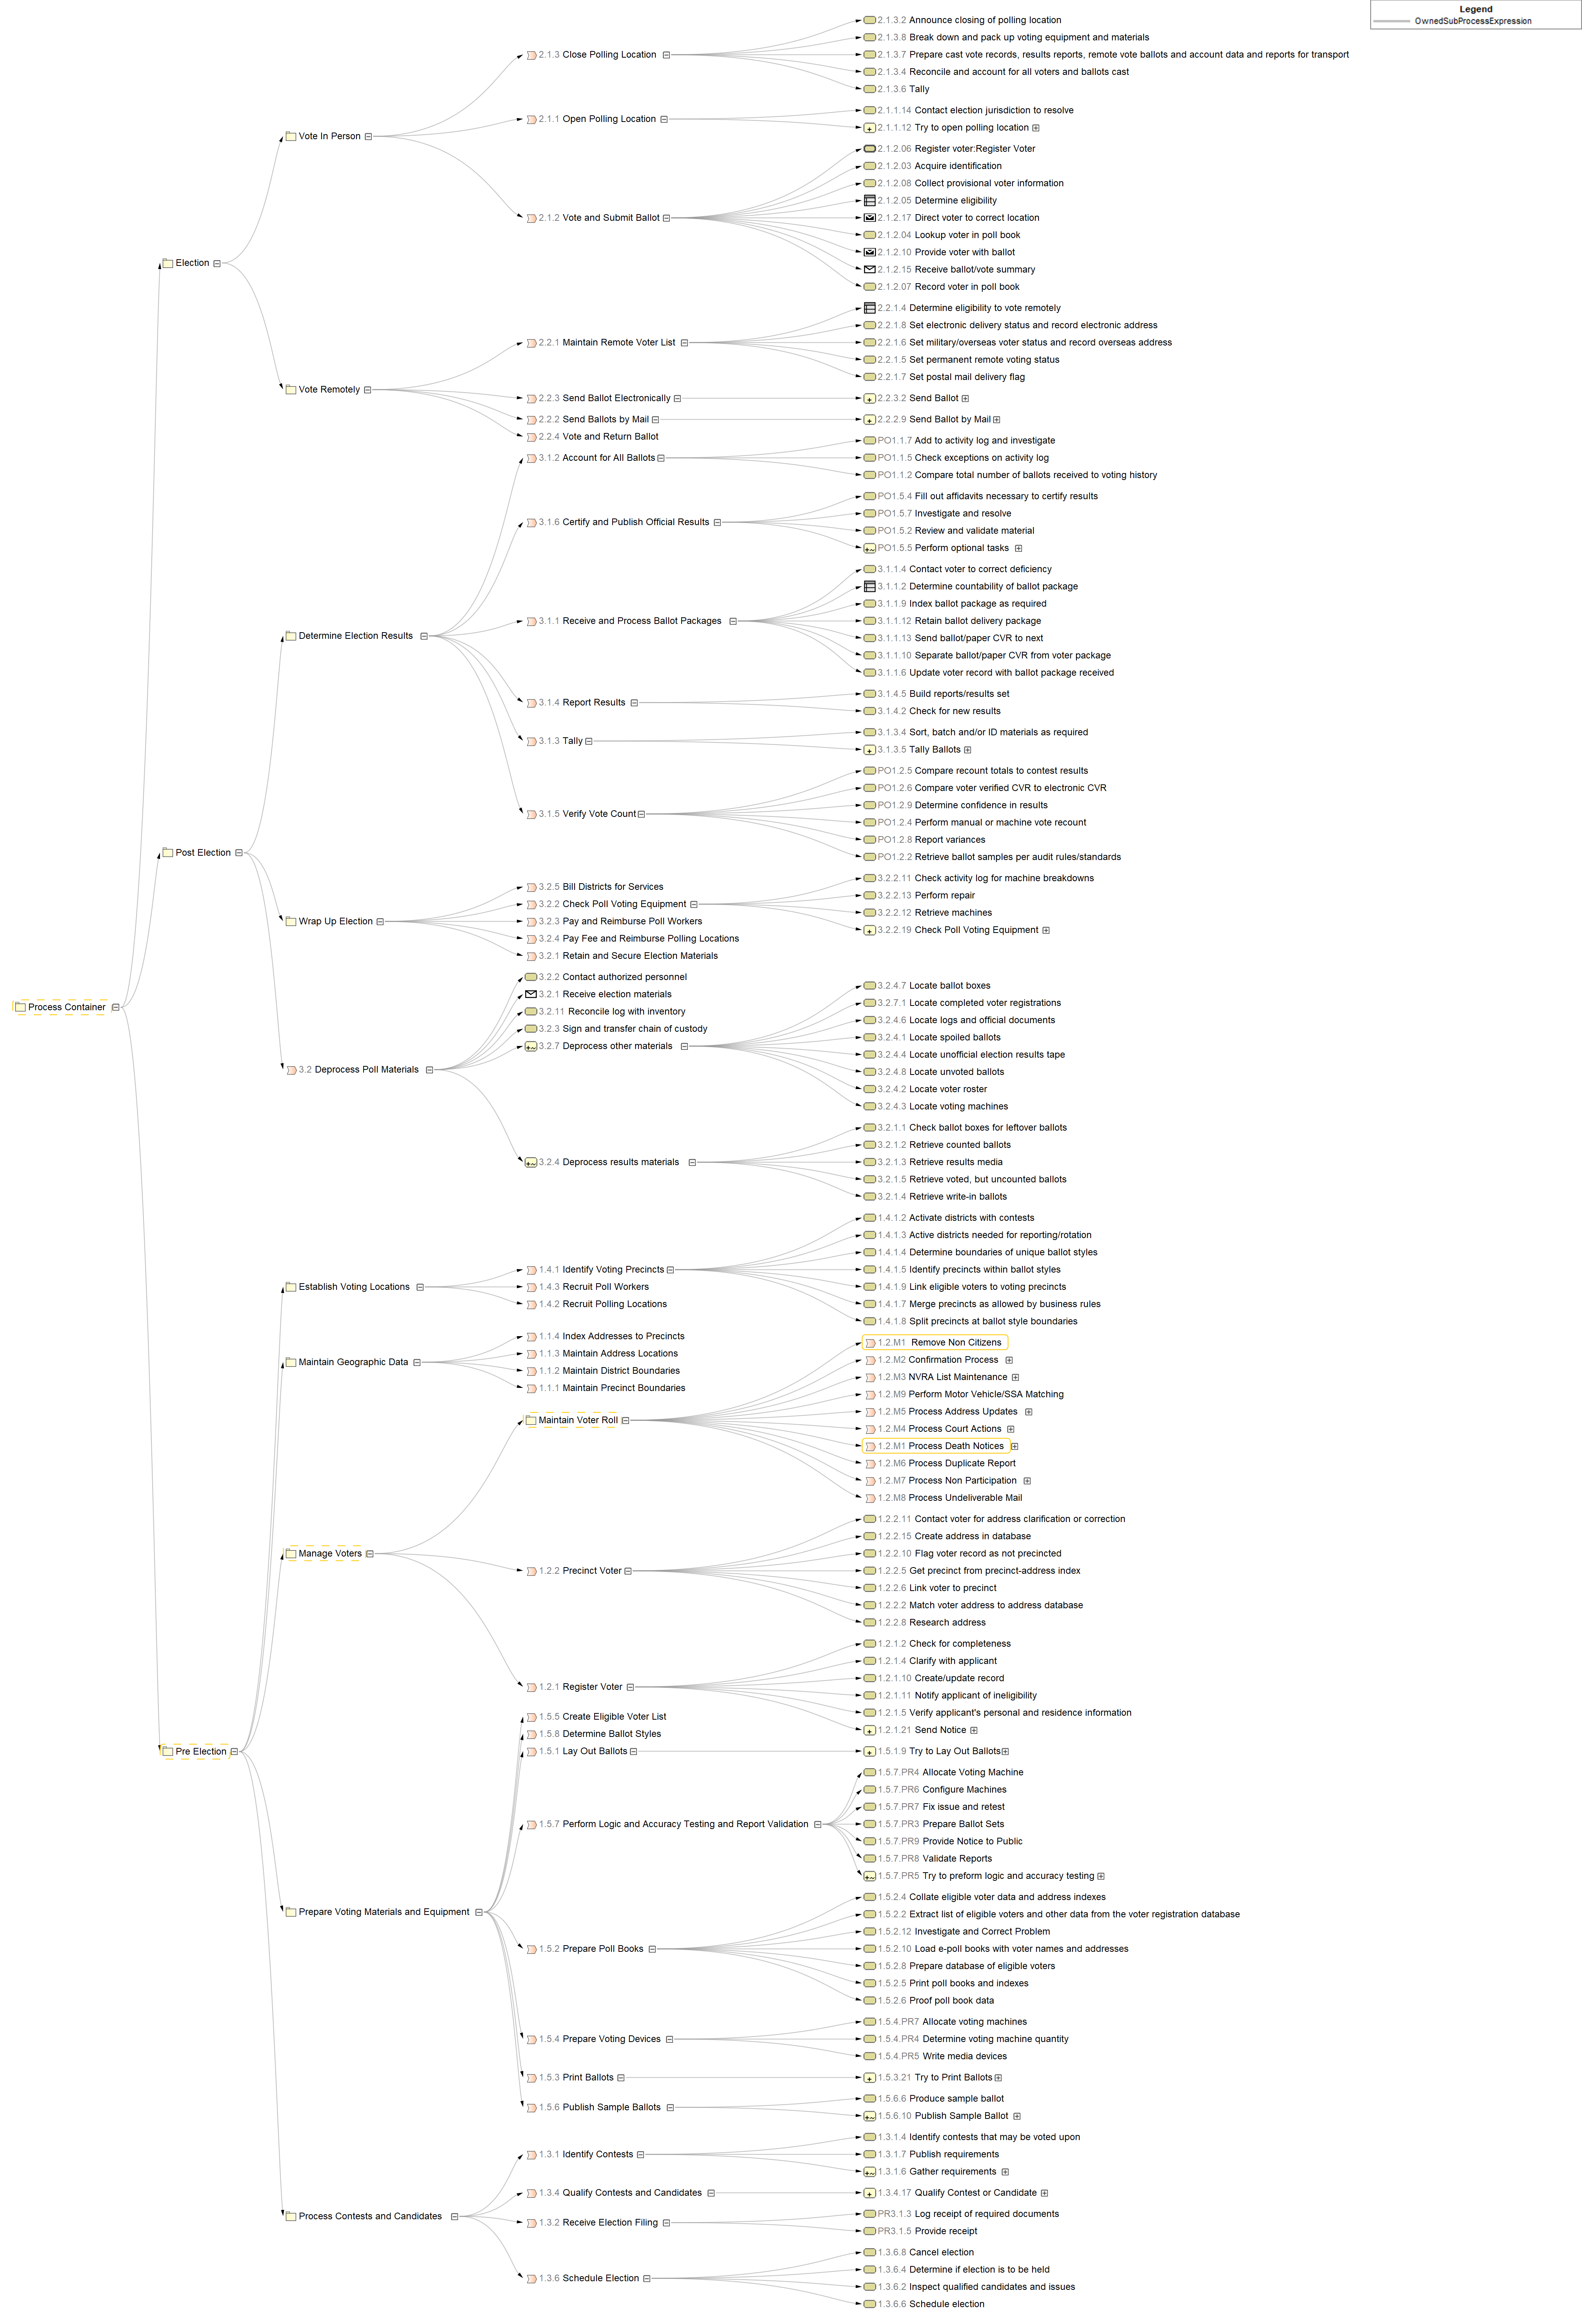 Legend
OwnedSubProcessExpression
Process Container
Election
Vote In Person
2.1.3 Close Polling Location
2.1.3.2 Announce closing of polling location
2.1.3.8 Break down and pack up voting equipment and materials
2.1.3.7 Prepare cast vote records, results reports, remote vote ballots and account data and reports for transport
2.1.3.4 Reconcile and account for all voters and ballots cast
2.1.3.6 Tally
2.1.1 Open Polling Location
2.1.1.14 Contact election jurisdiction to resolve
2.1.1.12 Try to open polling location
2.1.2 Vote and Submit Ballot
2.1.2.06 Register voter:Register Voter
2.1.2.03 Acquire identification
2.1.2.08 Collect provisional voter information
2.1.2.05 Determine eligibility
2.1.2.17 Direct voter to correct location
2.1.2.04 Lookup voter in poll book
2.1.2.10 Provide voter with ballot
2.1.2.15 Receive ballot/vote summary
2.1.2.07 Record voter in poll book
Vote Remotely
2.2.1 Maintain Remote Voter List
2.2.1.4 Determine eligibility to vote remotely
2.2.1.8 Set electronic delivery status and record electronic address
2.2.1.6 Set military/overseas voter status and record overseas address
2.2.1.5 Set permanent remote voting status
2.2.1.7 Set postal mail delivery flag
2.2.3 Send Ballot Electronically
2.2.3.2 Send Ballot
2.2.2 Send Ballots by Mail
2.2.2.9 Send Ballot by Mail
2.2.4 Vote and Return Ballot
Post Election
Determine Election Results
3.1.2 Account for All Ballots
PO1.1.7 Add to activity log and investigate
PO1.1.5 Check exceptions on activity log
PO1.1.2 Compare total number of ballots received to voting history
3.1.6 Certify and Publish Official Results
PO1.5.4 Fill out affidavits necessary to certify results
PO1.5.7 Investigate and resolve
PO1.5.2 Review and validate material
PO1.5.5 Perform optional tasks
3.1.1 Receive and Process Ballot Packages
3.1.1.4 Contact voter to correct deficiency
3.1.1.2 Determine countability of ballot package
3.1.1.9 Index ballot package as required
3.1.1.12 Retain ballot delivery package
3.1.1.13 Send ballot/paper CVR to next
3.1.1.10 Separate ballot/paper CVR from voter package
3.1.1.6 Update voter record with ballot package received
3.1.4 Report Results
3.1.4.5 Build reports/results set
3.1.4.2 Check for new results
3.1.3 Tally
3.1.3.4 Sort, batch and/or ID materials as required
3.1.3.5 Tally Ballots
3.1.5 Verify Vote Count
PO1.2.5 Compare recount totals to contest results
PO1.2.6 Compare voter verified CVR to electronic CVR
PO1.2.9 Determine confidence in results
PO1.2.4 Perform manual or machine vote recount
PO1.2.8 Report variances
PO1.2.2 Retrieve ballot samples per audit rules/standards
Wrap Up Election
3.2.5 Bill Districts for Services
3.2.2 Check Poll Voting Equipment
3.2.2.11 Check activity log for machine breakdowns
3.2.2.13 Perform repair
3.2.2.12 Retrieve machines
3.2.2.19 Check Poll Voting Equipment
3.2.3 Pay and Reimburse Poll Workers
3.2.4 Pay Fee and Reimburse Polling Locations
3.2.1 Retain and Secure Election Materials
3.2 Deprocess Poll Materials
3.2.2 Contact authorized personnel
3.2.1 Receive election materials
3.2.11 Reconcile log with inventory
3.2.3 Sign and transfer chain of custody
3.2.7 Deprocess other materials
3.2.4.7 Locate ballot boxes
3.2.7.1 Locate completed voter registrations
3.2.4.6 Locate logs and official documents
3.2.4.1 Locate spoiled ballots
3.2.4.4 Locate unofficial election results tape
3.2.4.8 Locate unvoted ballots
3.2.4.2 Locate voter roster
3.2.4.3 Locate voting machines
3.2.4 Deprocess results materials
3.2.1.1 Check ballot boxes for leftover ballots
3.2.1.2 Retrieve counted ballots
3.2.1.3 Retrieve results media
3.2.1.5 Retrieve voted, but uncounted ballots
3.2.1.4 Retrieve write-in ballots
Pre Election
Establish Voting Locations
1.4.1 Identify Voting Precincts
1.4.1.2 Activate districts with contests
1.4.1.3 Active districts needed for reporting/rotation
1.4.1.4 Determine boundaries of unique ballot styles
1.4.1.5 Identify precincts within ballot styles
1.4.1.9 Link eligible voters to voting precincts
1.4.1.7 Merge precincts as allowed by business rules
1.4.1.8 Split precincts at ballot style boundaries
1.4.3 Recruit Poll Workers
1.4.2 Recruit Polling Locations
Maintain Geographic Data
1.1.4 Index Addresses to Precincts
1.1.3 Maintain Address Locations
1.1.2 Maintain District Boundaries
1.1.1 Maintain Precinct Boundaries
Manage Voters
Maintain Voter Roll
1.2.M1 Remove Non Citizens
1.2.M2 Confirmation Process
1.2.M3 NVRA List Maintenance
1.2.M9 Perform Motor Vehicle/SSA Matching
1.2.M5 Process Address Updates
1.2.M4 Process Court Actions
1.2.M1 Process Death Notices
1.2.M6 Process Duplicate Report
1.2.M7 Process Non Participation
1.2.M8 Process Undeliverable Mail
1.2.2 Precinct Voter
1.2.2.11 Contact voter for address clarification or correction
1.2.2.15 Create address in database
1.2.2.10 Flag voter record as not precincted
1.2.2.5 Get precinct from precinct-address index
1.2.2.6 Link voter to precinct
1.2.2.2 Match voter address to address database
1.2.2.8 Research address
1.2.1 Register Voter
1.2.1.2 Check for completeness
1.2.1.4 Clarify with applicant
1.2.1.10 Create/update record
1.2.1.11 Notify applicant of ineligibility
1.2.1.5 Verify applicant's personal and residence information
1.2.1.21 Send Notice
Prepare Voting Materials and Equipment
1.5.5 Create Eligible Voter List
1.5.8 Determine Ballot Styles
1.5.1 Lay Out Ballots
1.5.1.9 Try to Lay Out Ballots
1.5.7 Perform Logic and Accuracy Testing and Report Validation
1.5.7.PR4 Allocate Voting Machine
1.5.7.PR6 Configure Machines
1.5.7.PR7 Fix issue and retest
1.5.7.PR3 Prepare Ballot Sets
1.5.7.PR9 Provide Notice to Public
1.5.7.PR8 Validate Reports
1.5.7.PR5 Try to preform logic and accuracy testing
1.5.2 Prepare Poll Books
1.5.2.4 Collate eligible voter data and address indexes
1.5.2.2 Extract list of eligible voters and other data from the voter registration database
1.5.2.12 Investigate and Correct Problem
1.5.2.10 Load e-poll books with voter names and addresses
1.5.2.8 Prepare database of eligible voters
1.5.2.5 Print poll books and indexes
1.5.2.6 Proof poll book data
1.5.4 Prepare Voting Devices
1.5.4.PR7 Allocate voting machines
1.5.4.PR4 Determine voting machine quantity
1.5.4.PR5 Write media devices
1.5.3 Print Ballots
1.5.3.21 Try to Print Ballots
1.5.6 Publish Sample Ballots
1.5.6.6 Produce sample ballot
1.5.6.10 Publish Sample Ballot
Process Contests and Candidates
1.3.1 Identify Contests
1.3.1.4 Identify contests that may be voted upon
1.3.1.7 Publish requirements
1.3.1.6 Gather requirements
1.3.4 Qualify Contests and Candidates
1.3.4.17 Qualify Contest or Candidate
1.3.2 Receive Election Filing
PR3.1.3 Log receipt of required documents
PR3.1.5 Provide receipt
1.3.6 Schedule Election
1.3.6.8 Cancel election
1.3.6.4 Determine if election is to be held
1.3.6.2 Inspect qualified candidates and issues
1.3.6.6 Schedule election